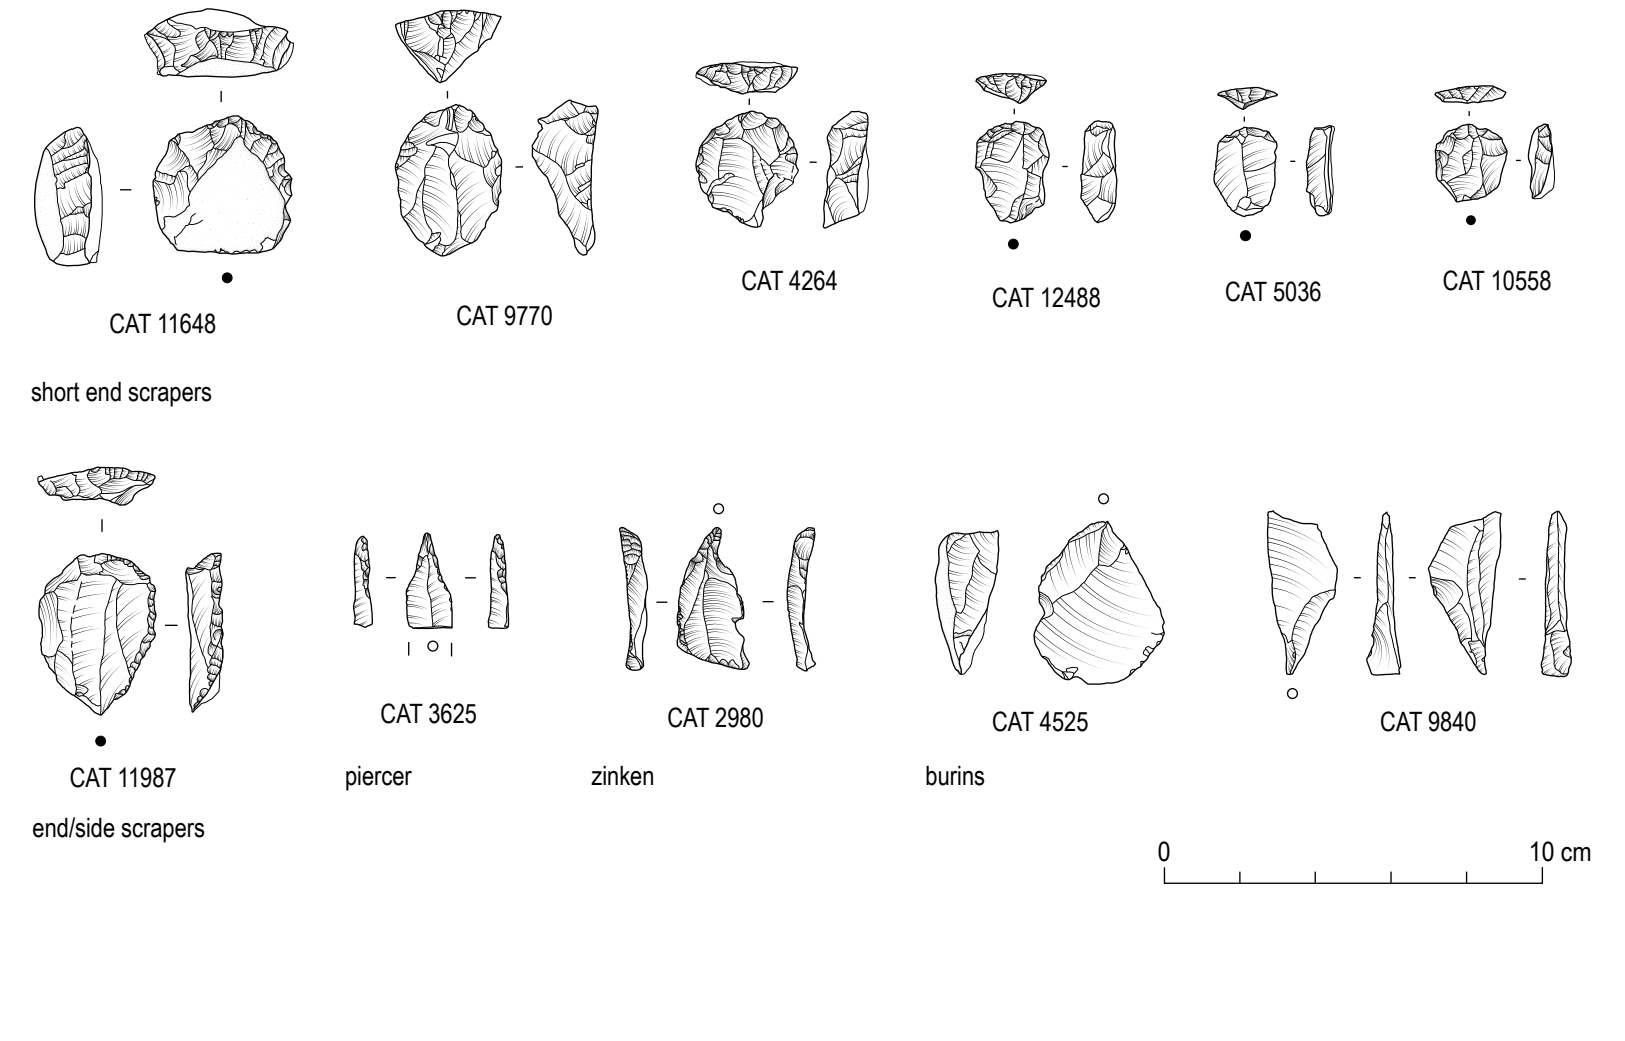 CAT 11648
CAT 9770
CAT 4264
CAT 12488
CAT 5036
CAT 10558
short end scrapers
CAT 11987
CAT 3625
CAT 2980
CAT 4525
CAT 9840
end/side scrapers
piercer
zinken
burins
0
10 cm